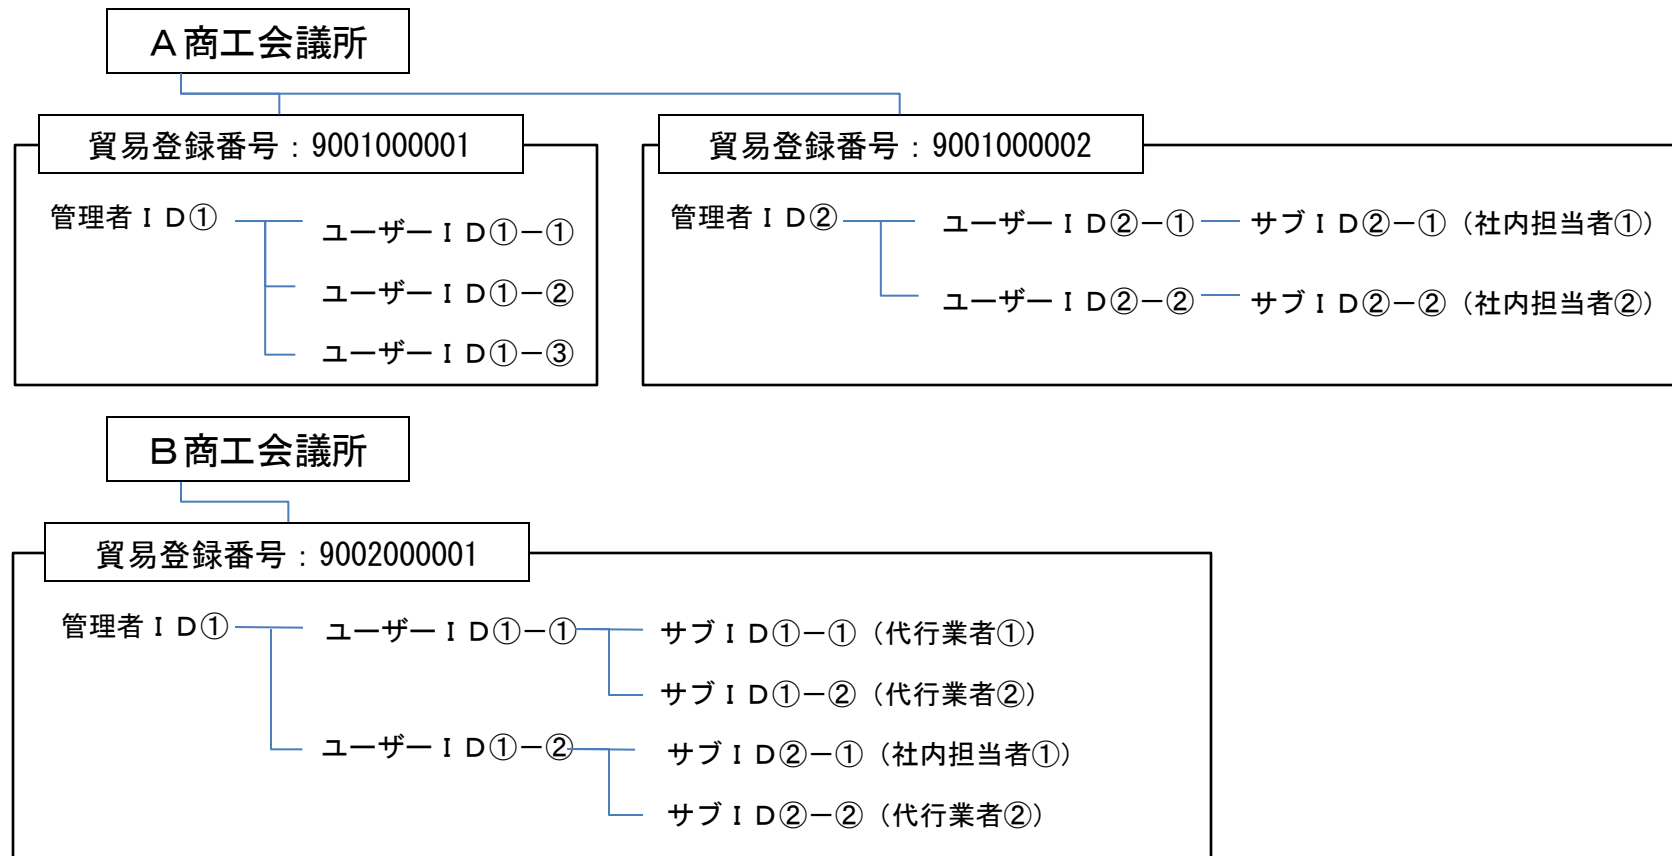 A商工会議所
貿易登録番号：9001000001
管理者ＩＤ①
ユーザーＩＤ①－①
ユーザーＩＤ①－②
ユーザーＩＤ①－③
貿易登録番号：9001000002
管理者ＩＤ②
ユーザーＩＤ②－①
サブＩＤ②－①（社内担当者①）
ユーザーＩＤ②－②
サブＩＤ②－②（社内担当者②）
B商工会議所
貿易登録番号：9002000001
管理者ＩＤ①
ユーザーＩＤ①－①
サブＩＤ①－①（代行業者①）
サブＩＤ①－②（代行業者②）
ユーザーＩＤ①－②
サブＩＤ②－①（社内担当者①）
サブＩＤ②－②（代行業者②）